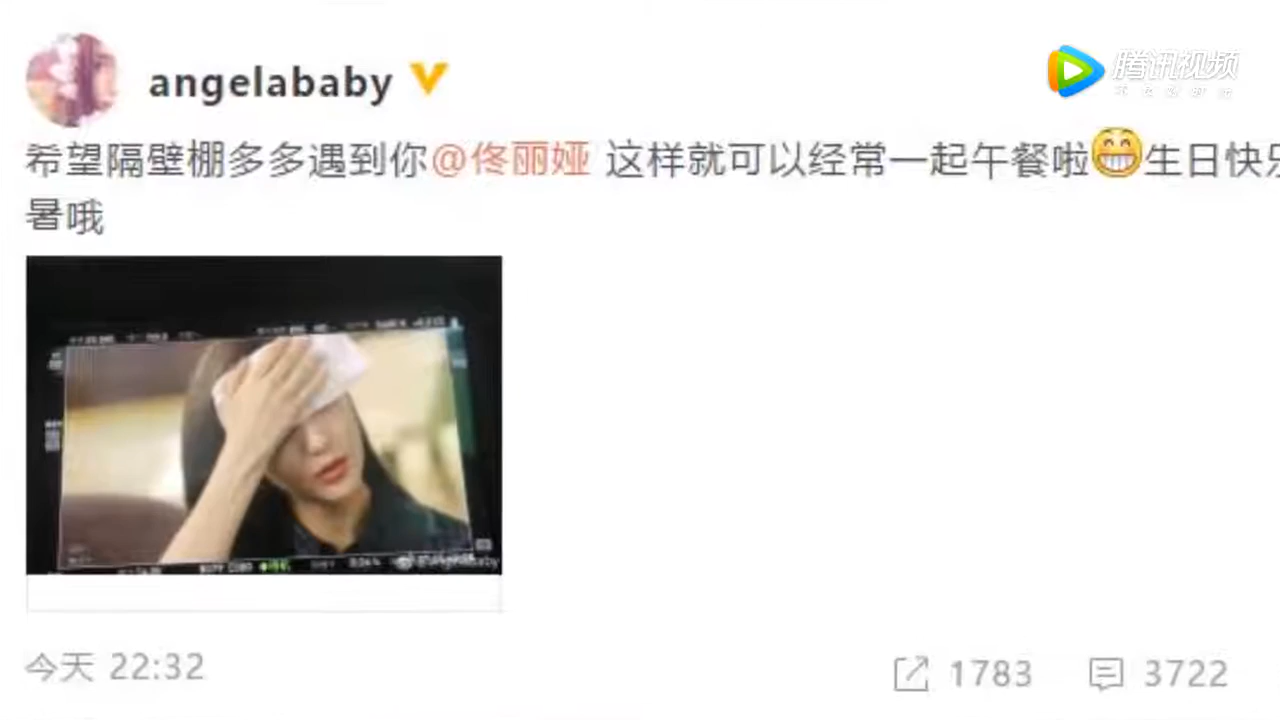 angelababy
腾讯视频
希望隔壁棚多多遇到你@佟丽娅 这样就可以经常一起午餐啦😁生日快乐
暑哦
今天 22:32
1783
3722